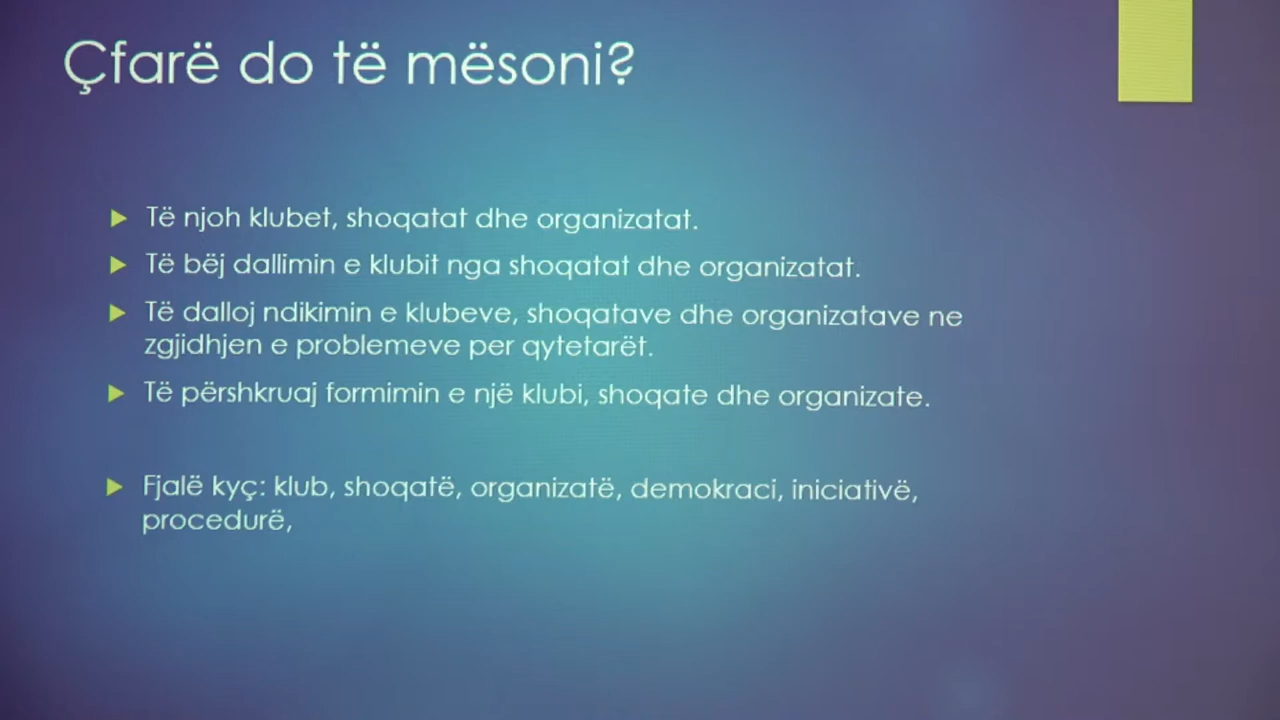 Çfarë do të mësoni?
Të njoh klubet, shoqatat dhe organizatat.
Të bëj dallimin e klubit nga shoqatat dhe organizatat.
Të dalloj ndikimin e klubeve, shoqatave dhe organizatave ne
zgjidhjen e problemeve per qytetarët.
Të përshkruaj formimin e një klubi, shoqate dhe organizate.
Fjalë kyç: klub, shoqatë, organizatë, demokraci, iniciativë,
procedurë,